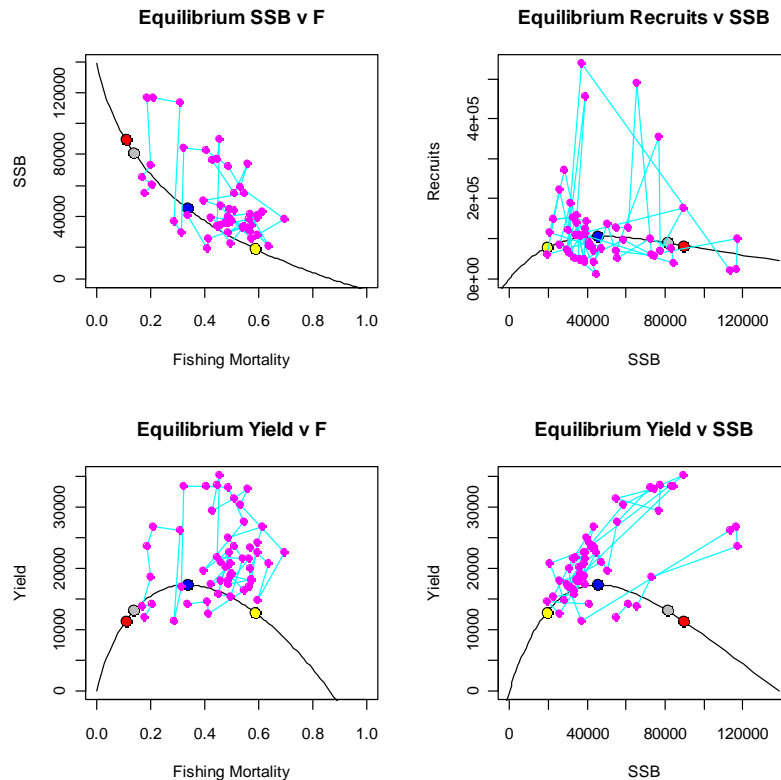 Equilibrium SSB v F
SSB
0 40000 80000 120000
0.0 0.2 0.4 0.6 0.8 1.0
Fishing Mortality
Equilibrium Recruits v SSB
Recruits
0e+00 2e+05 4e+05
0 40000 80000 120000
SSB
Equilibrium Yield v F
Yield
0 10000 20000 30000
0.0 0.2 0.4 0.6 0.8 1.0
Fishing Mortality
Equilibrium Yield v SSB
Yield
0 10000 20000 30000
0 40000 80000 120000
SSB